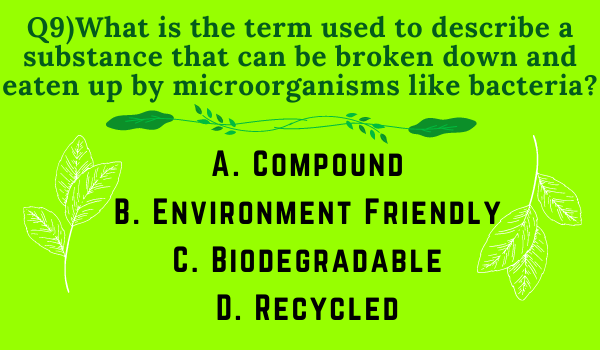 Q9)What is the term used to describe a
substance that can be broken down and
eaten up by microorganisms like bacteria?
A. Compound
B. Environment Friendly
C. Biodegradable
D. Recycled